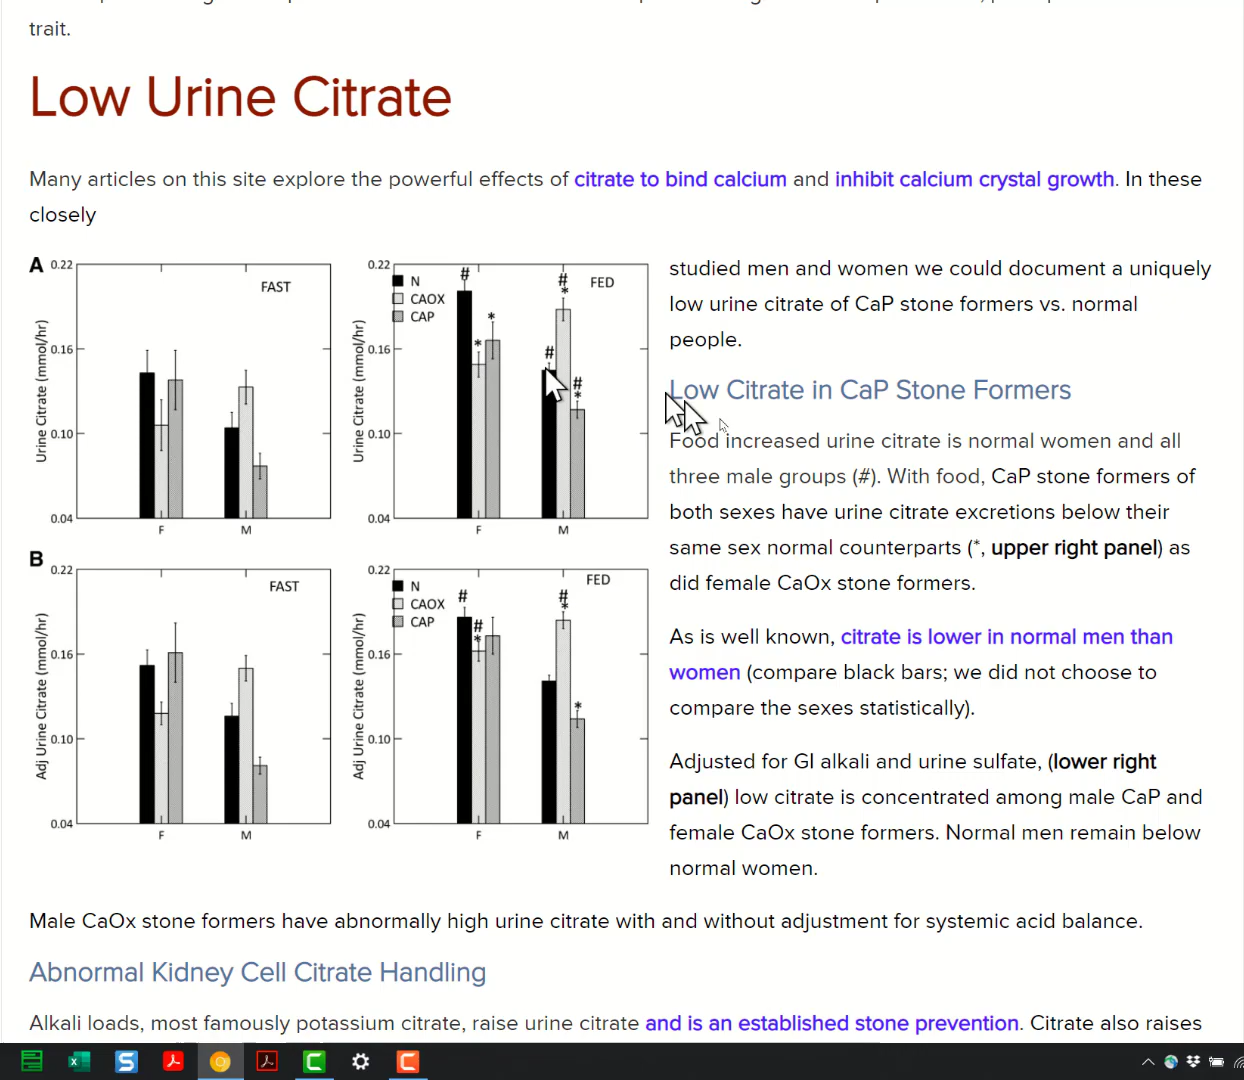 trait.
Low Urine Citrate
Many articles on this site explore the powerful effects of citrate to bind calcium and inhibit calcium crystal growth. In these
closely
A
0.22
0.16
0.10
0.04
Urine Citrate (mmol/hr)
FAST
F M
0.22
0.16
0.10
0.04
Urine Citrate (mmol/hr)
N
CAOX
CAP
FED
#
*
*
#
#
*
#
*
F M
B
0.22
0.16
0.10
0.04
Adj Urine Citrate (mmol/hr)
FAST
F M
0.22
0.16
0.10
0.04
Adj Urine Citrate (mmol/hr)
N
CAOX
CAP
FED
#
#
*
#
*
*
F M
studied men and women we could document a uniquely
low urine citrate of CaP stone formers vs. normal
people.
Low Citrate in CaP Stone Formers
Food increased urine citrate is normal women and all
three male groups (#). With food, CaP stone formers of
both sexes have urine citrate excretions below their
same sex normal counterparts (*, upper right panel) as
did female CaOx stone formers.
As is well known, citrate is lower in normal men than
women (compare black bars; we did not choose to
compare the sexes statistically).
Adjusted for GI alkali and urine sulfate, (lower right
panel) low citrate is concentrated among male CaP and
female CaOx stone formers. Normal men remain below
normal women.
Male CaOx stone formers have abnormally high urine citrate with and without adjustment for systemic acid balance.
Abnormal Kidney Cell Citrate Handling
Alkali loads, most famously potassium citrate, raise urine citrate and is an established stone prevention. Citrate also raises